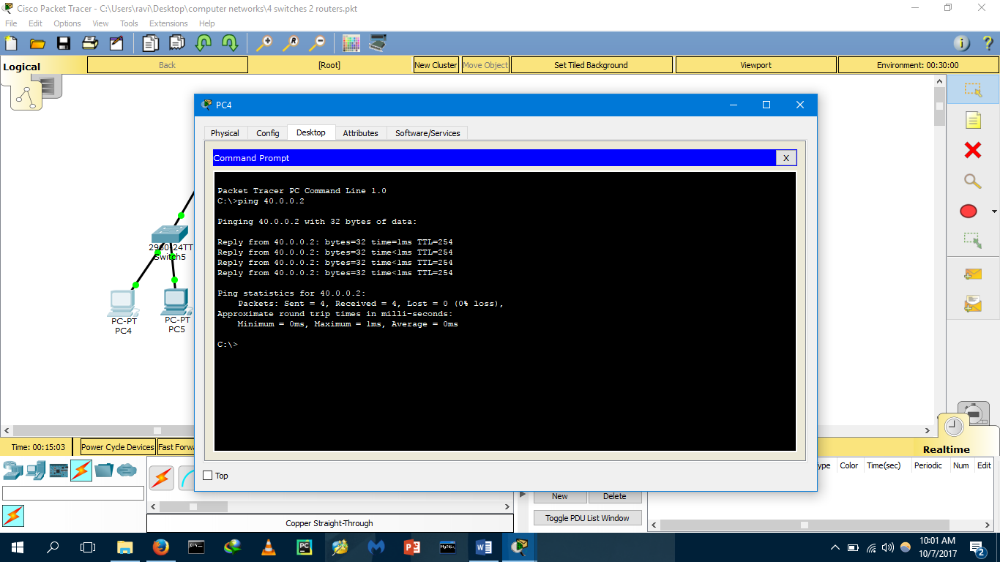 Cisco Packet Tracer - C:\Users\ravi\Desktop\computer networks\4 switches 2 routers.pkt
File Edit Options View Tools Extensions Help
Logical Back [Root] New Cluster Move Object Set Tiled Background Viewport Environment: 00:30:00
PC4
Physical Config Desktop Attributes Software/Services
Command Prompt X
Packet Tracer PC Command Line 1.0
C:\>ping 40.0.0.2
Pinging 40.0.0.2 with 32 bytes of data:
Reply from 40.0.0.2: bytes=32 time=1ms TTL=254
Reply from 40.0.0.2: bytes=32 time<1ms TTL=254
Reply from 40.0.0.2: bytes=32 time<1ms TTL=254
Reply from 40.0.0.2: bytes=32 time<1ms TTL=254
Ping statistics for 40.0.0.2:
Packets: Sent = 4, Received = 4, Lost = 0 (0% loss),
Approximate round trip times in milli-seconds:
Minimum = 0ms, Maximum = 1ms, Average = 0ms
C:\>
2960-24TT
Switch5
PC-PT
PC4
PC-PT
PC5
Top
Time: 00:15:03 Power Cycle Devices Fast Forw
Realtime
ype Color Time(sec) Periodic Num Edit
New Delete
Toggle PDU List Window
Copper Straight-Through
10:01 AM
10/7/2017
2